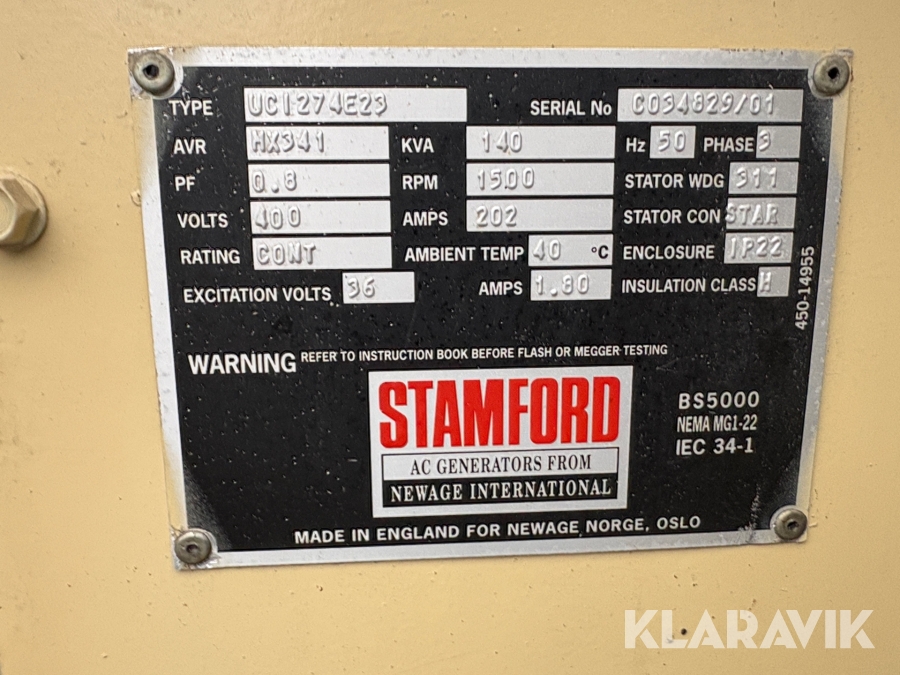 TYPE UCI274E23 SERIAL No C034829/01
AVR MX341 KVA 140 Hz 50 PHASE 3
PF 0.8 RPM 1500 STATOR WDG 311
VOLTS 400 AMPS 202 STATOR CON STAR
RATING CONT AMBIENT TEMP 40 °C ENCLOSURE IP22
EXCITATION VOLTS 36 AMPS 1.80 INSULATION CLASS H
450-14955
WARNING REFER TO INSTRUCTION BOOK BEFORE FLASH OR MEGGER TESTING
STAMFORD
AC GENERATORS FROM
NEWAGE INTERNATIONAL
BS5000
NEMA MG1-22
IEC 34-1
MADE IN ENGLAND FOR NEWAGE NORGE, OSLO
KLARAVIK